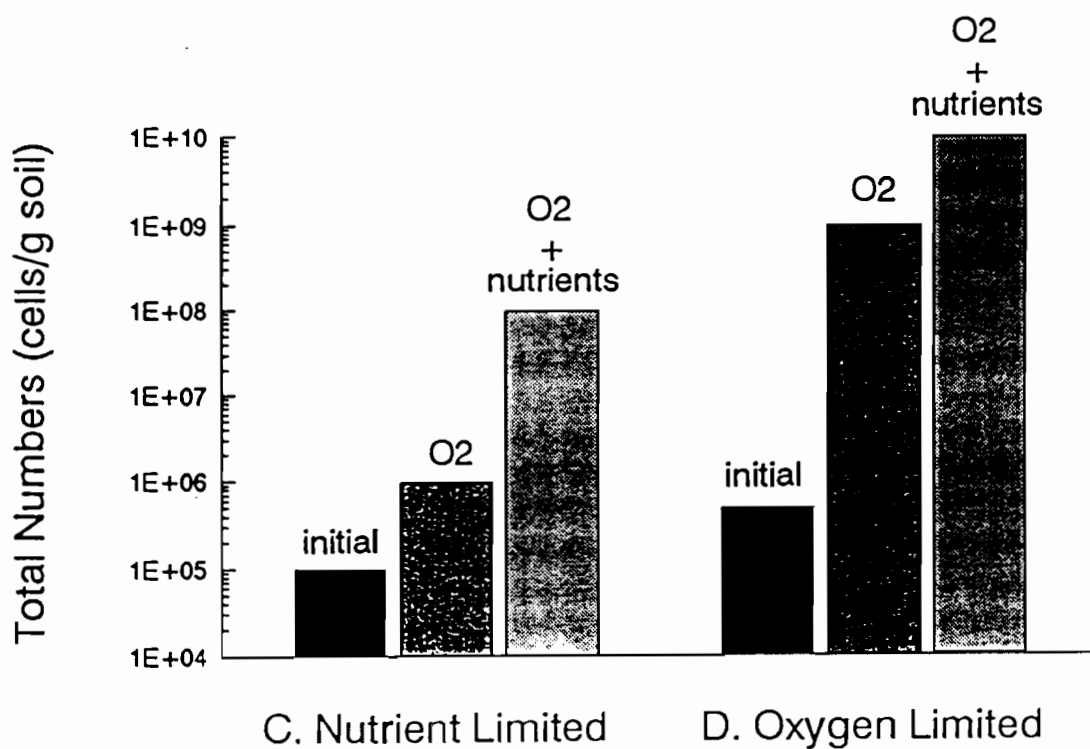 Total Numbers (cells/g soil)
1E+10
1E+09
1E+08
1E+07
1E+06
1E+05
1E+04
initial
O2
O2
+
nutrients
initial
O2
O2
+
nutrients
C. Nutrient Limited
D. Oxygen Limited